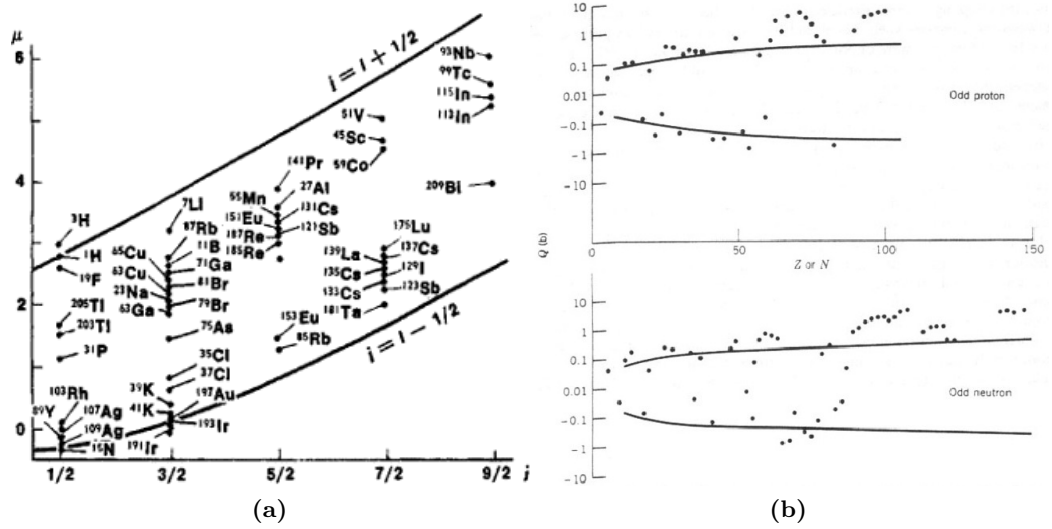 μ
6
4
2
0
1/2
3/2
5/2
7/2
9/2
j
j = l + 1/2
j = l − 1/2
³H
¹H
¹⁹F
²⁰⁵Tl
²⁰³Tl
³¹P
¹⁰³Rh
⁸⁹Y
¹⁰⁷Ag
¹⁰⁹Ag
¹⁵N
⁷Li
⁸⁷Rb
⁶⁵Cu
¹¹B
⁷¹Ga
⁶³Cu
⁸¹Br
²³Na
⁷⁹Br
⁶³Ga
⁷⁵As
³⁵Cl
³⁷Cl
³⁹K
⁴¹K
¹⁹⁷Au
¹⁹³Ir
¹⁹¹Ir
¹⁴¹Pr
²⁷Al
⁵⁵Mn
¹³¹Cs
¹⁵¹Eu
¹²¹Sb
¹⁸⁷Re
¹⁸⁵Re
¹⁵³Eu
⁸⁵Rb
⁵¹V
⁴⁵Sc
⁵⁹Co
¹⁷⁵Lu
¹³⁹La
¹³⁷Cs
¹³⁵Cs
¹²⁹I
¹³³Cs
¹²³Sb
¹⁸¹Ta
⁹³Nb
⁹⁹Tc
¹¹⁵In
¹¹³In
²⁰⁹Bi
(a)
10
1
0.1
0.01
-0.1
-1
-10
Odd proton
Q (b)
0
50
100
150
Z or N
10
1
0.1
0.01
-0.1
-1
-10
Odd neutron
(b)